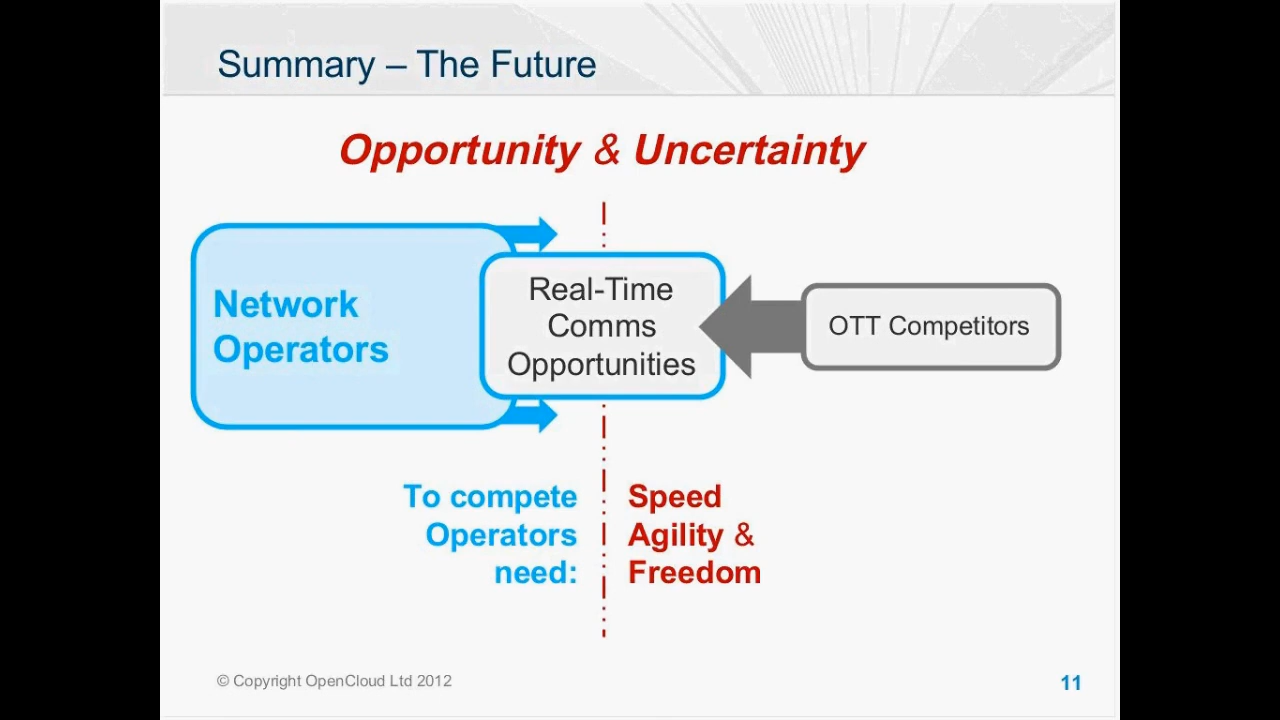 Summary – The Future
Opportunity & Uncertainty
Network
Operators
Real-Time
Comms
Opportunities
OTT Competitors
To compete
Operators
need:
Speed
Agility &
Freedom
© Copyright OpenCloud Ltd 2012
11